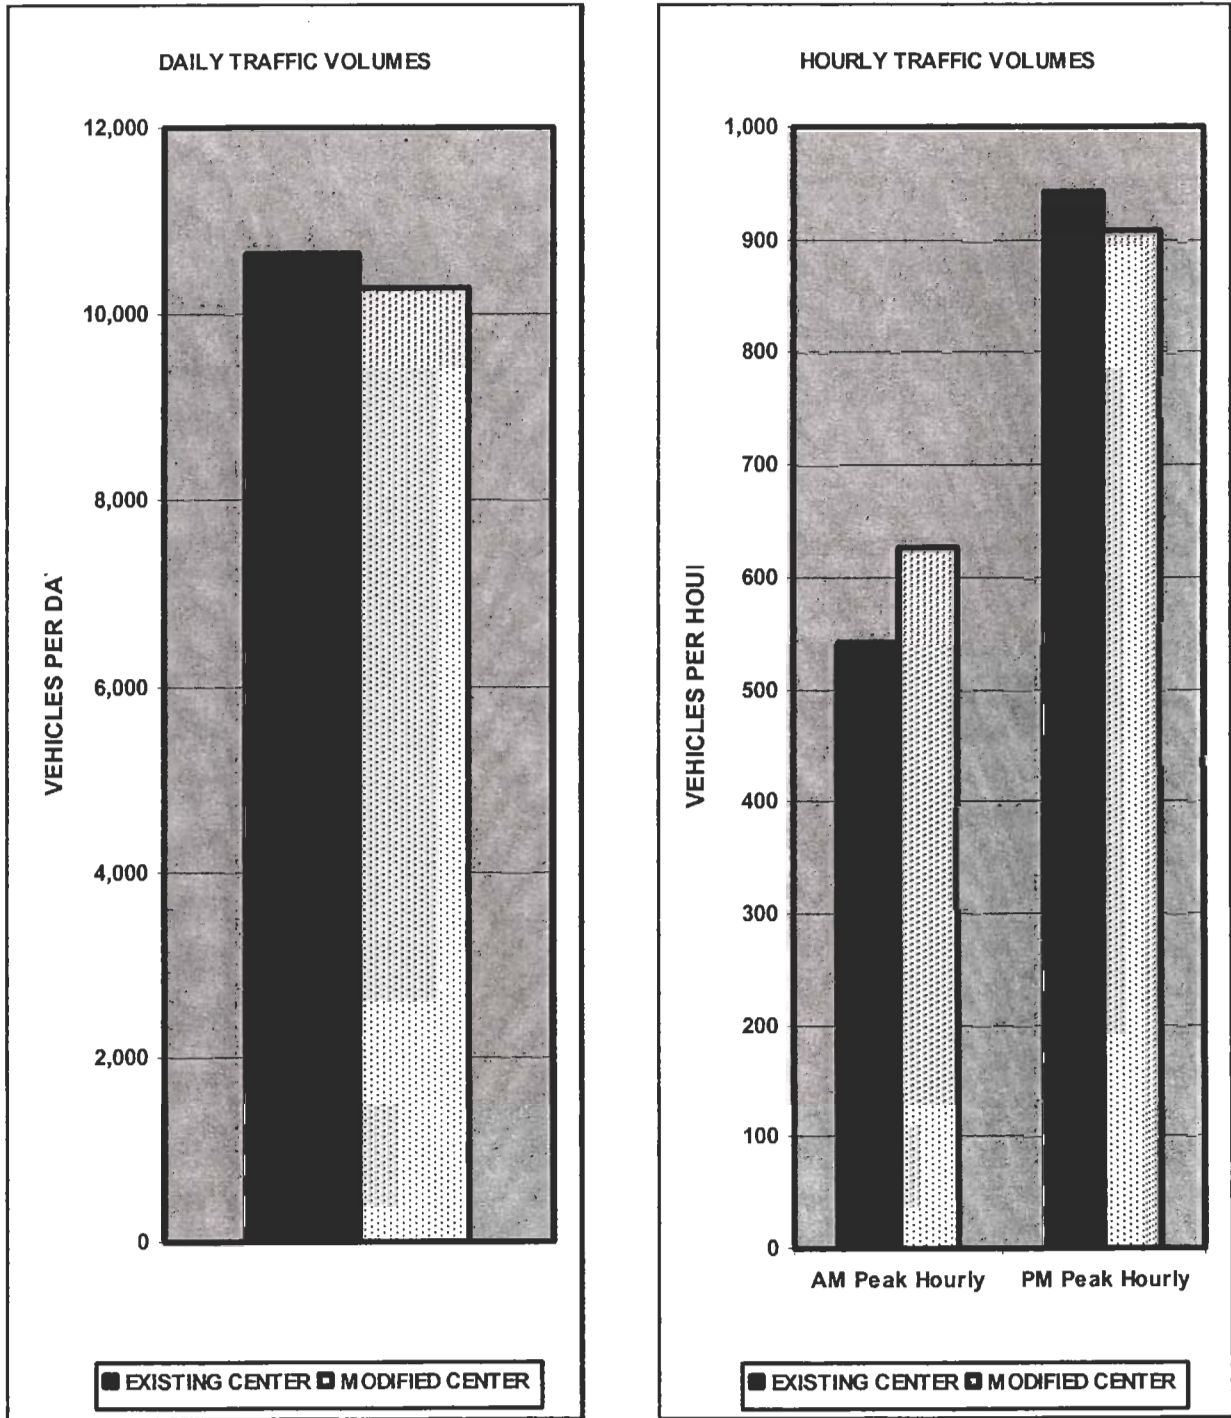 DAILY TRAFFIC VOLUMES
12,000
10,000
8,000
6,000
4,000
2,000
0
VEHICLES PER DA
EXISTING CENTER MODIFIED CENTER
HOURLY TRAFFIC VOLUMES
1,000
900
800
700
600
500
400
300
200
100
0
VEHICLES PER HOU
AM Peak Hourly PM Peak Hourly
EXISTING CENTER MODIFIED CENTER